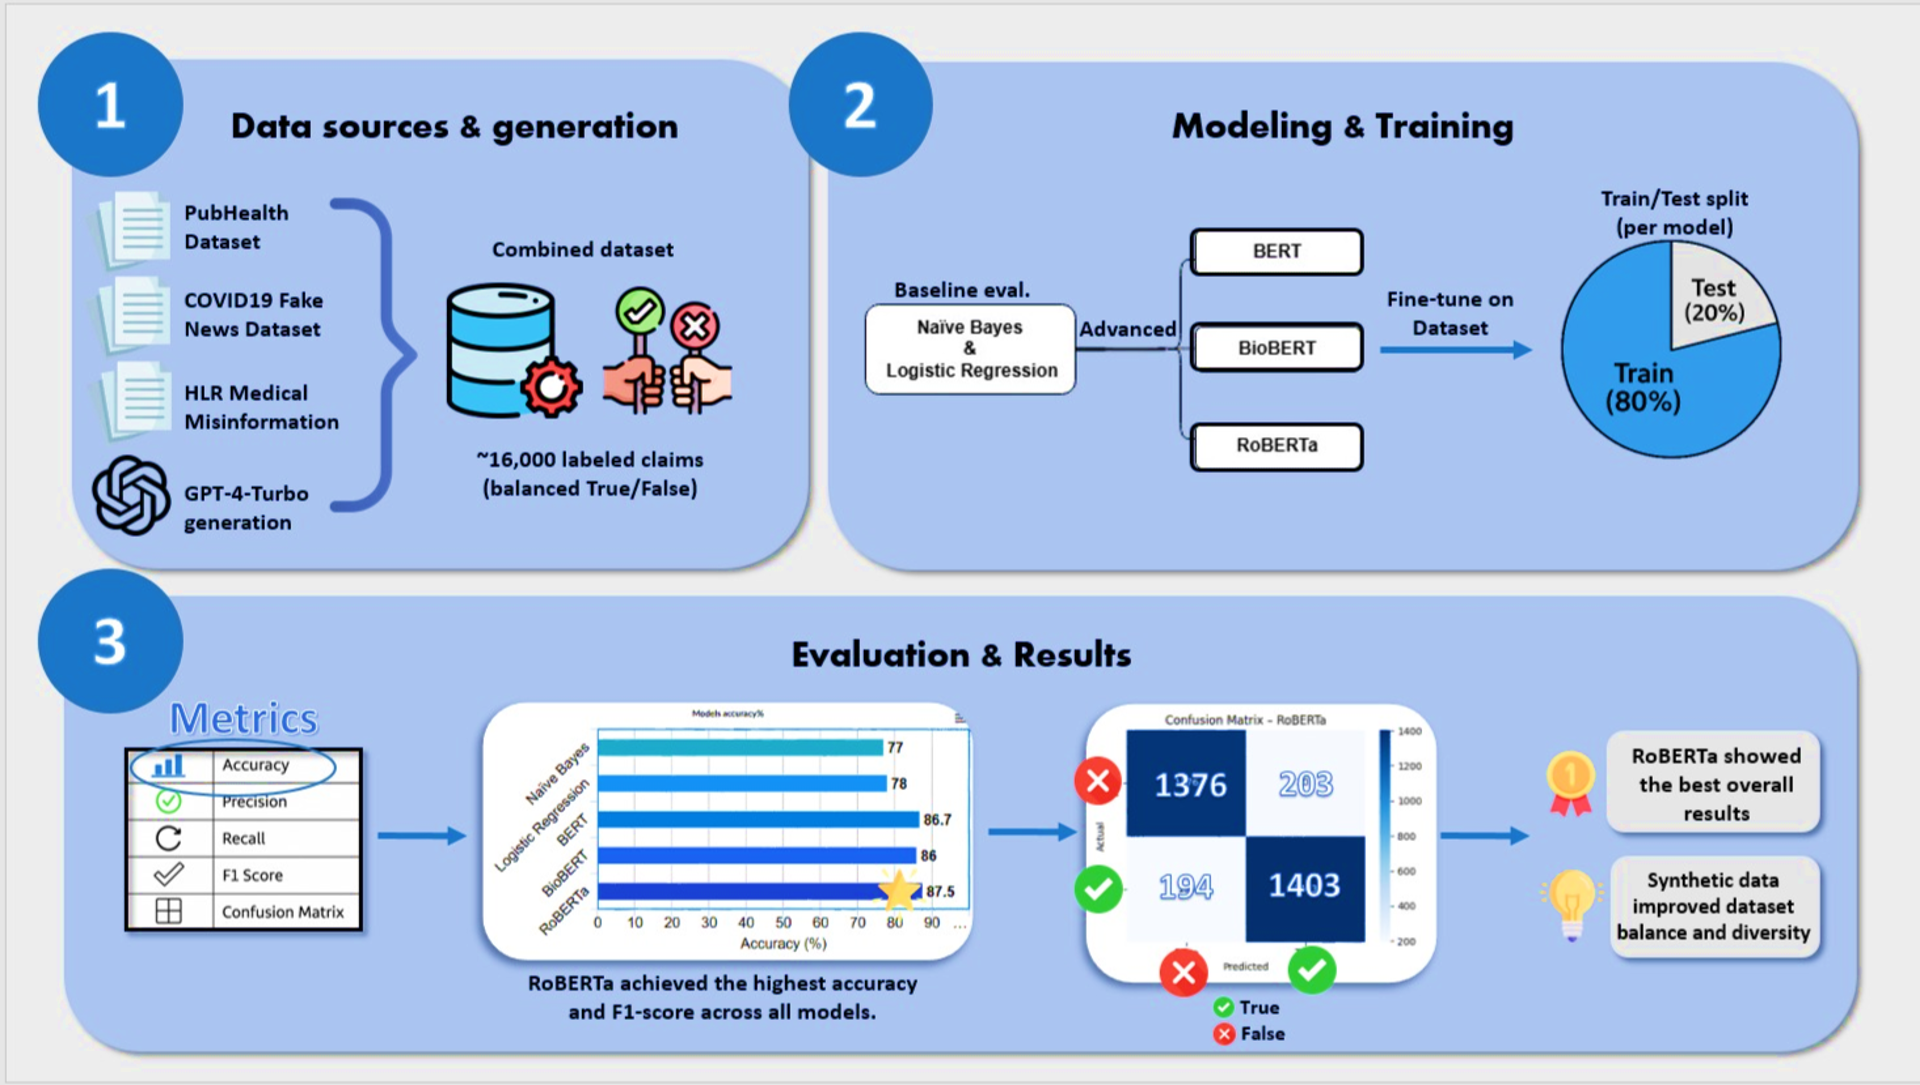 1
Data sources & generation
PubHealth
Dataset
COVID19 Fake
News Dataset
HLR Medical
Misinformation
GPT-4-Turbo
generation
Combined dataset
~16,000 labeled claims
(balanced True/False)
2
Modeling & Training
Baseline eval.
Naïve Bayes
&
Logistic Regression
Advanced
BERT
BioBERT
RoBERTa
Fine-tune on
Dataset
Train/Test split
(per model)
Test
(20%)
Train
(80%)
3
Evaluation & Results
Metrics
Accuracy
Precision
Recall
F1 Score
Confusion Matrix
Models accuracy%
Naïve Bayes
77
Logistic Regression
78
BERT
86.7
BioBERT
86
RoBERTa
87.5
0 10 20 30 40 50 60 70 80 90 ...
Accuracy (%)
RoBERTa achieved the highest accuracy
and F1-score across all models.
Confusion Matrix – RoBERTa
1376 203
194 1403
Actual
Predicted
1400
1200
1000
800
600
400
200
True
False
1
RoBERTa showed
the best overall
results
Synthetic data
improved dataset
balance and diversity